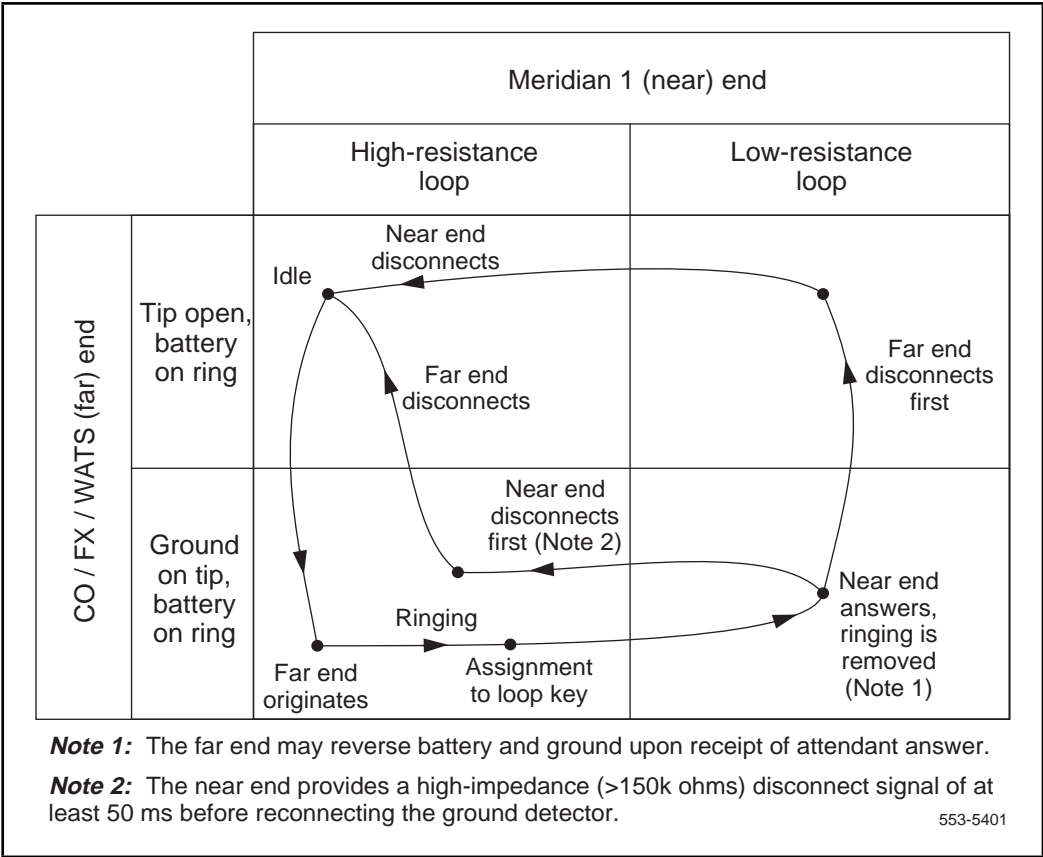 Meridian 1 (near) end
High-resistance
loop
Low-resistance
loop
CO / FX / WATS (far) end
Tip open,
battery
on ring
Idle
Near end
disconnects
Far end
disconnects
Far end
disconnects
first
Ground
on tip,
battery
on ring
Near end
disconnects
first (Note 2)
Ringing
Far end
originates
Assignment
to loop key
Near end
answers,
ringing is
removed
(Note 1)
Note 1: The far end may reverse battery and ground upon receipt of attendant answer.
Note 2: The near end provides a high-impedance (>150k ohms) disconnect signal of at
least 50 ms before reconnecting the ground detector.
553-5401